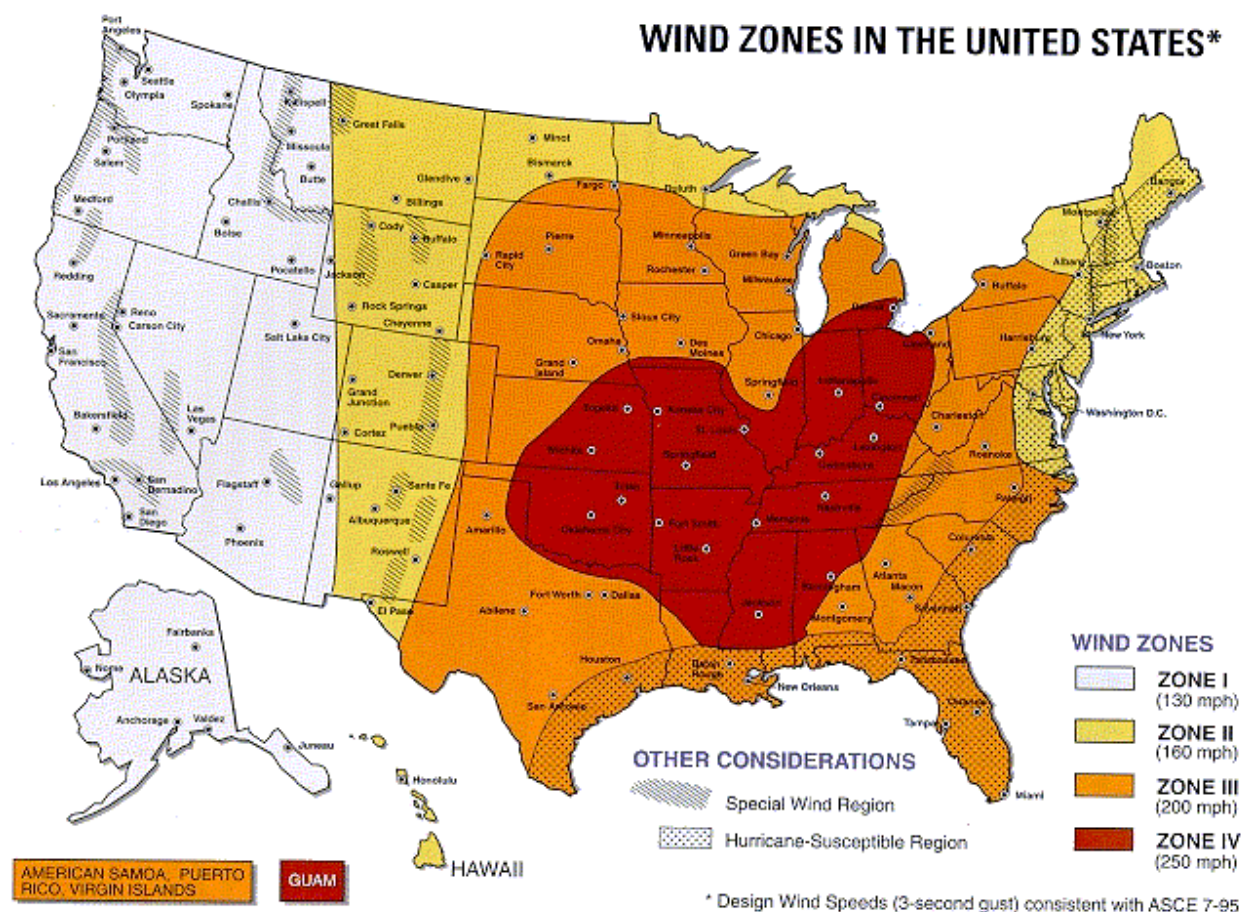 WIND ZONES IN THE UNITED STATES*
Port
Angeles
Seattle
Olympia
Spokane
Kalispell
Great Falls
Minot
Portland
Missoula
Bismarck
Salem
Butte
Glendive
Fargo
Duluth
Bangor
Medford
Challis
Billings
Montpelier
Boise
Cody
Buffalo
Pierre
Minneapolis
Green Bay
Albany
Boston
Redding
Pocatello
Jackson
Rapid
City
Rochester
Milwaukee
Buffalo
Casper
Rock Springs
Sacramento
Reno
Carson City
Salt Lake City
Cheyenne
Sioux City
Chicago
Detroit
Cleveland
Harrisburg
New York
San
Francisco
Omaha
Des
Moines
Grand
Island
Denver
Grand
Junction
Springfield
Indianapolis
Cincinnati
Bakersfield
Las
Vegas
Cortez
Pueblo
Topeka
Kansas City
St. Louis
Charleston
Washington D.C.
Lexington
Roanoke
Wichita
Springfield
Los Angeles
San
Bernadino
Flagstaff
Gallup
Santa Fe
Tulsa
Nashville
Raleigh
San
Diego
Albuquerque
Amarillo
Oklahoma City
Fort Smith
Memphis
Phoenix
Roswell
Little
Rock
Columbia
Atlanta
Birmingham
Macon
El Paso
Abilene
Fort Worth
Dallas
Jackson
Montgomery
Savannah
Houston
Baton
Rouge
Tallahassee
New Orleans
San Antonio
Orlando
Tampa
Miami
Fairbanks
Nome
ALASKA
Anchorage
Valdez
Juneau
Honolulu
HAWAII
AMERICAN SAMOA, PUERTO
RICO, VIRGIN ISLANDS
GUAM
OTHER CONSIDERATIONS
Special Wind Region
Hurricane-Susceptible Region
WIND ZONES
ZONE I
(130 mph)
ZONE II
(160 mph)
ZONE III
(200 mph)
ZONE IV
(250 mph)
* Design Wind Speeds (3-second gust) consistent with ASCE 7-95